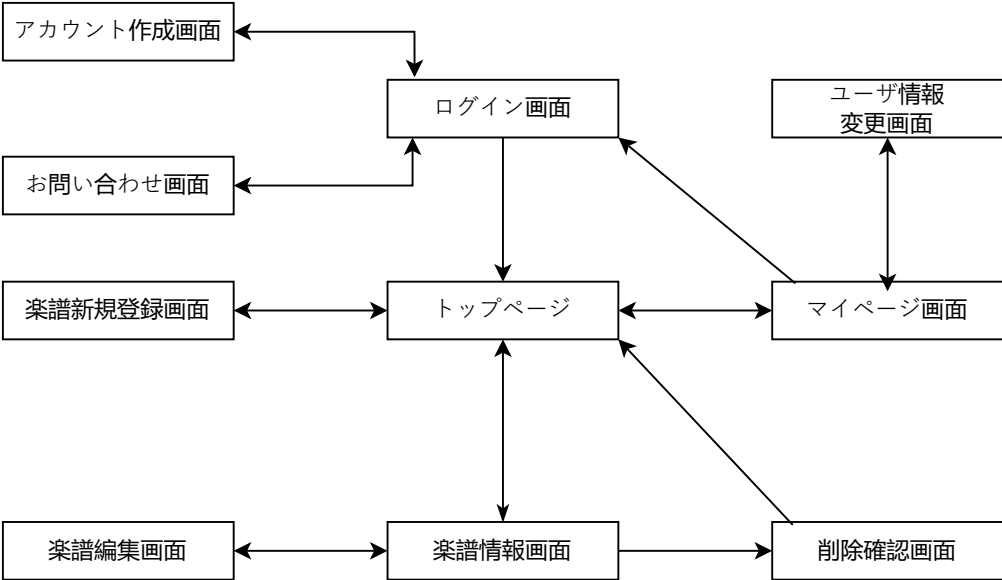 アカウント作成画面
ログイン画面
ユーザ情報
変更画面
お問い合わせ画面
楽譜新規登録画面
トップページ
マイページ画面
楽譜編集画面
楽譜情報画面
削除確認画面